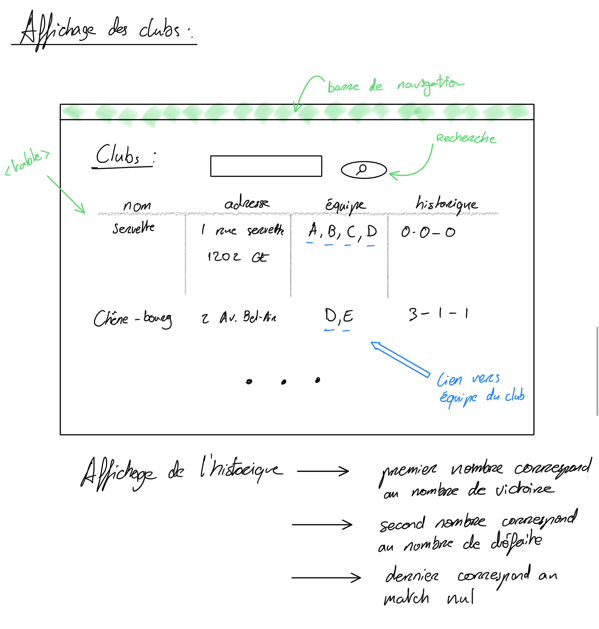 Affichage des clubs :
barre de navigation
Recherche
<table>
Clubs :
nom adresse équipe historique
servette 1 rue servette A, B, C, D 0-0-0
1202 GE
Chêne-bourg 2 Av. Bel-Air D, E 3-1-1
. . .
Lien vers
équipe du club
Affichage de l'historique → premier nombre correspond
au nombre de victoire
→ second nombre correspond
au nombre de défaite
→ dernier correspond au
match nul